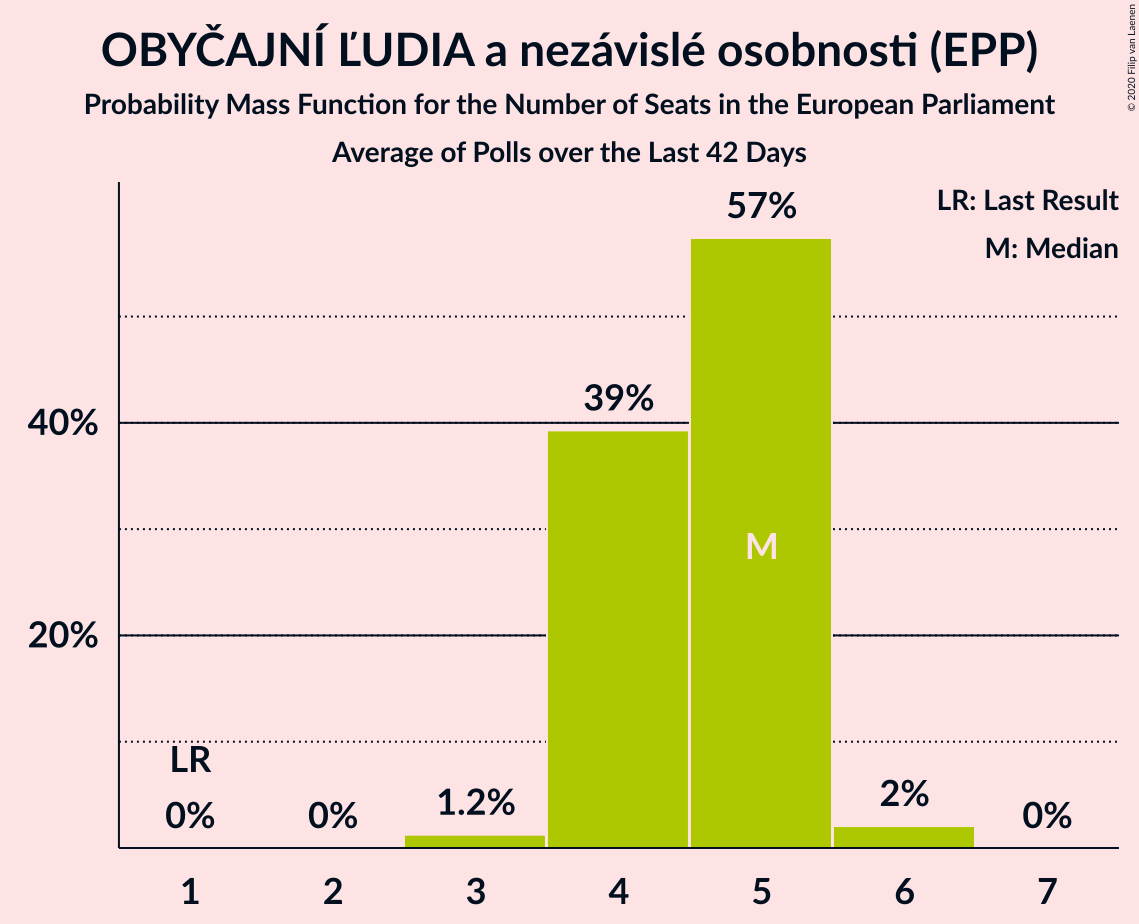 OBYČAJNÍ ĽUDIA a nezávislé osobnosti (EPP)
Probability Mass Function for the Number of Seats in the European Parliament
Average of Polls over the Last 42 Days
© 2020 Filip van Laenen
LR: Last Result
M: Median
57%
39%
40%
M
20%
LR
0%
0%
1.2%
2%
0%
1 2 3 4 5 6 7